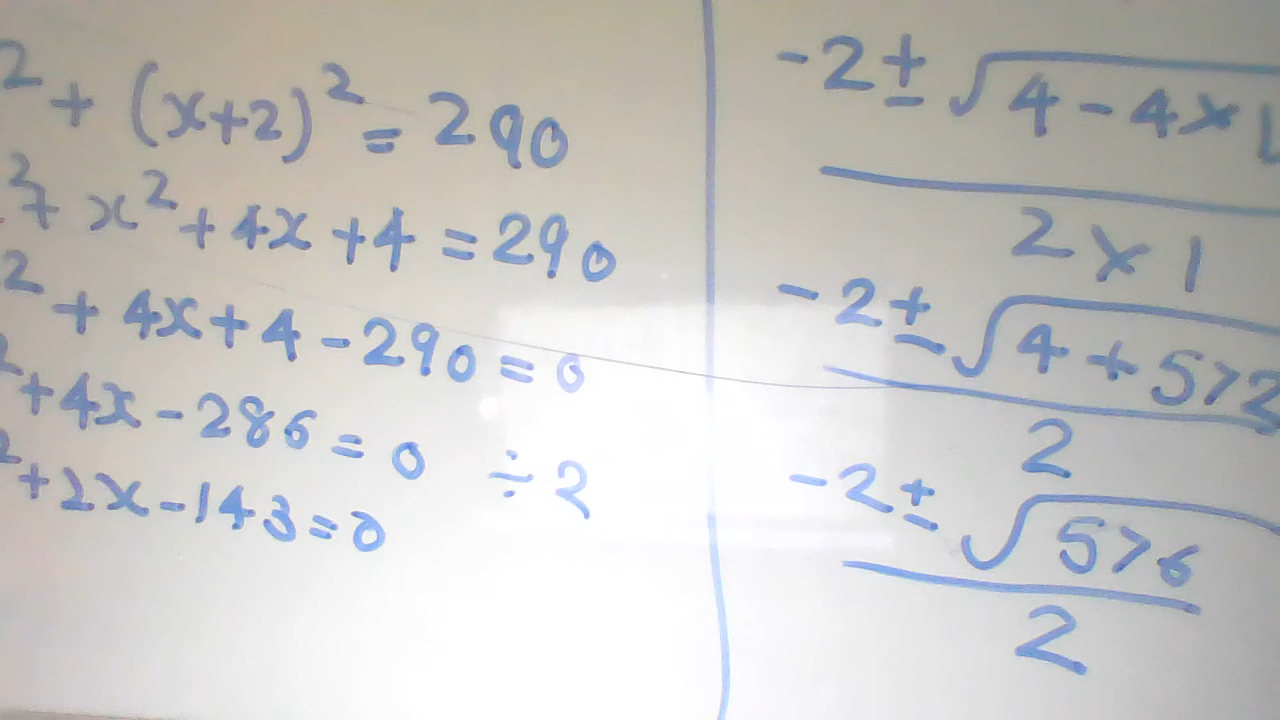 ² + (x+2)² = 290
² + x² + 4x + 4 = 290
² + 4x + 4 - 290 = 0
² + 4x - 286 = 0 ÷ 2
² + 2x - 143 = 0
-2 ± √4 - 4 × 1
2 × 1
-2 ± √4 + 572
2
-2 ± √576
2